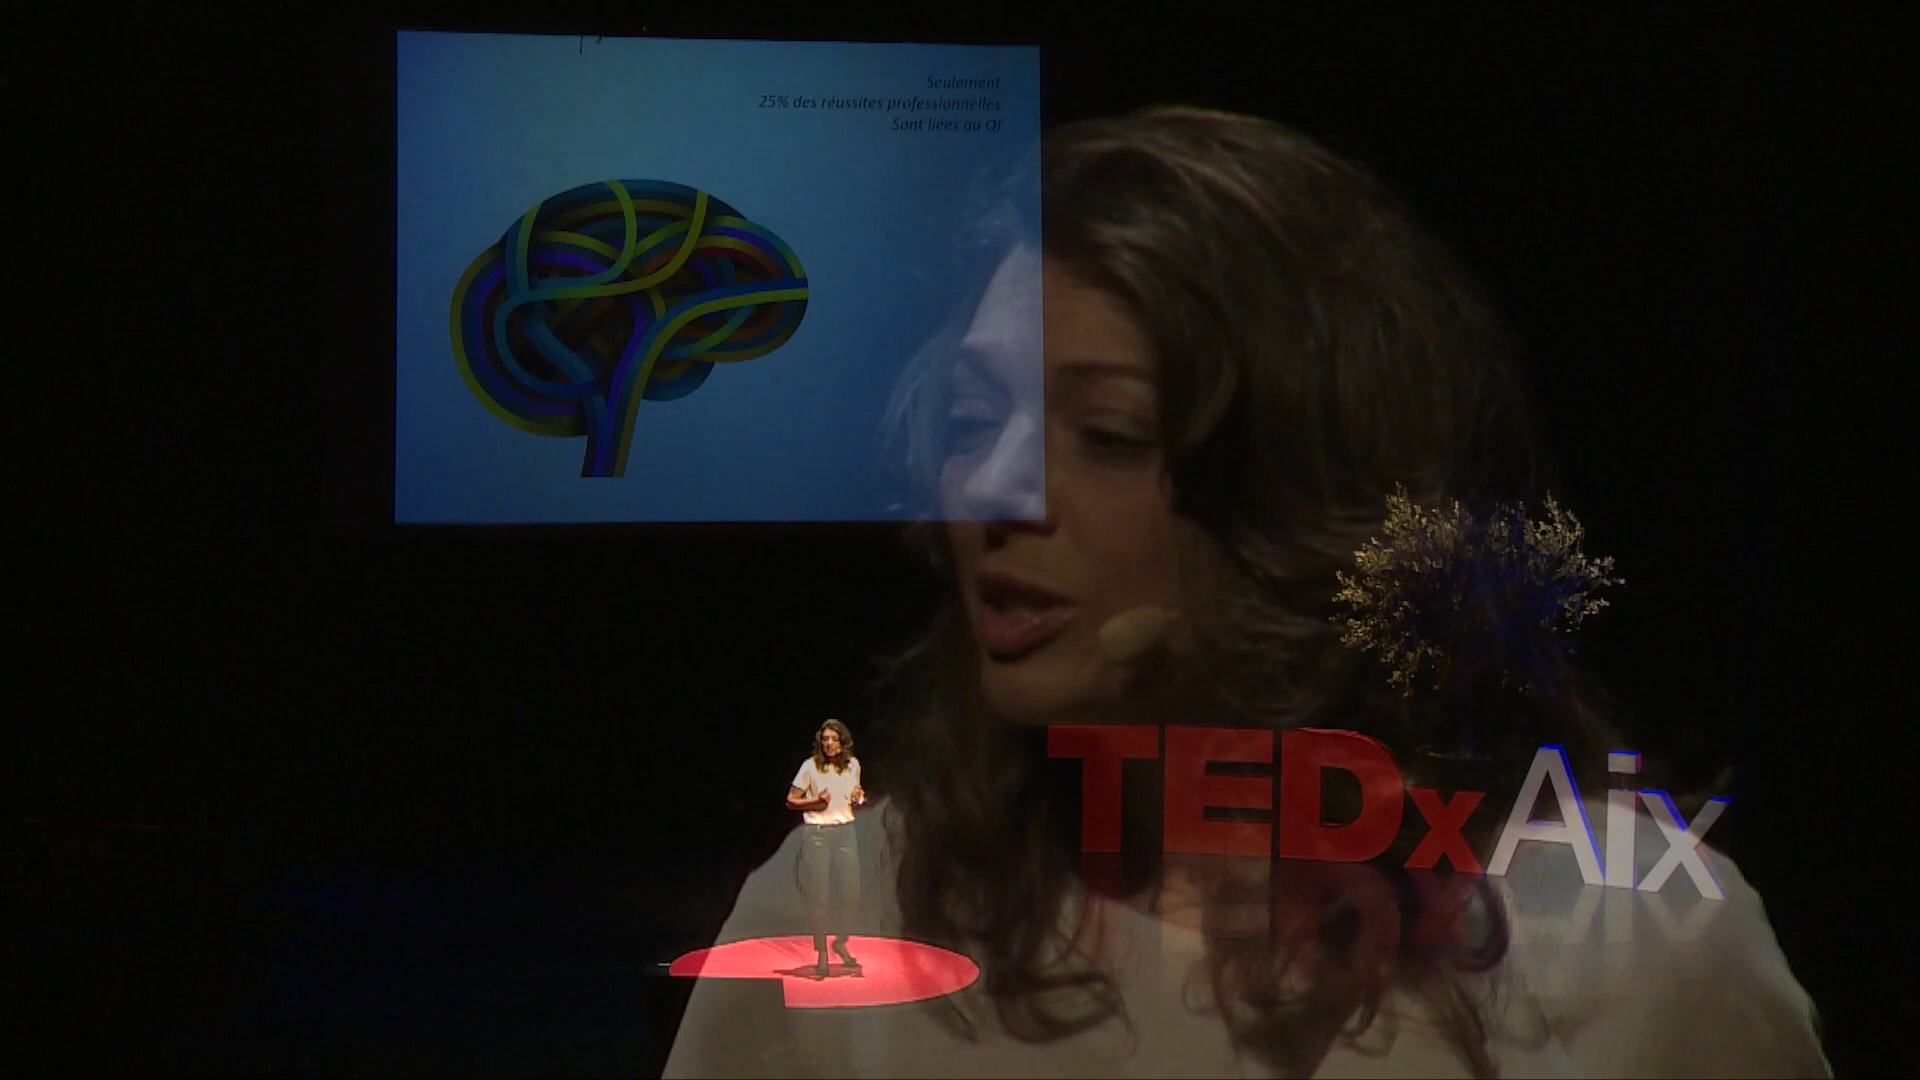 Seulement
25% des réussites professionnelles
Sont liées au QI
TEDxAix